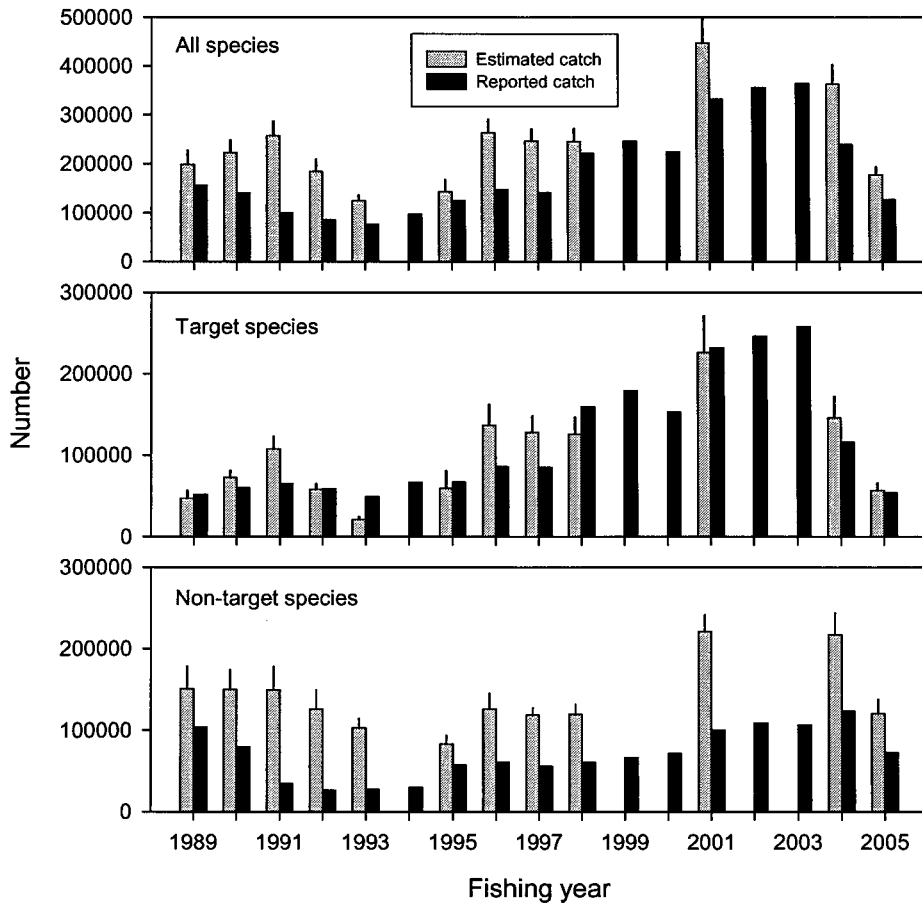 500000
400000
300000
200000
100000
0
All species
Estimated catch
Reported catch
300000
200000
100000
0
Target species
Number
300000
200000
100000
0
Non-target species
1989 1991 1993 1995 1997 1999 2001 2003 2005
Fishing year